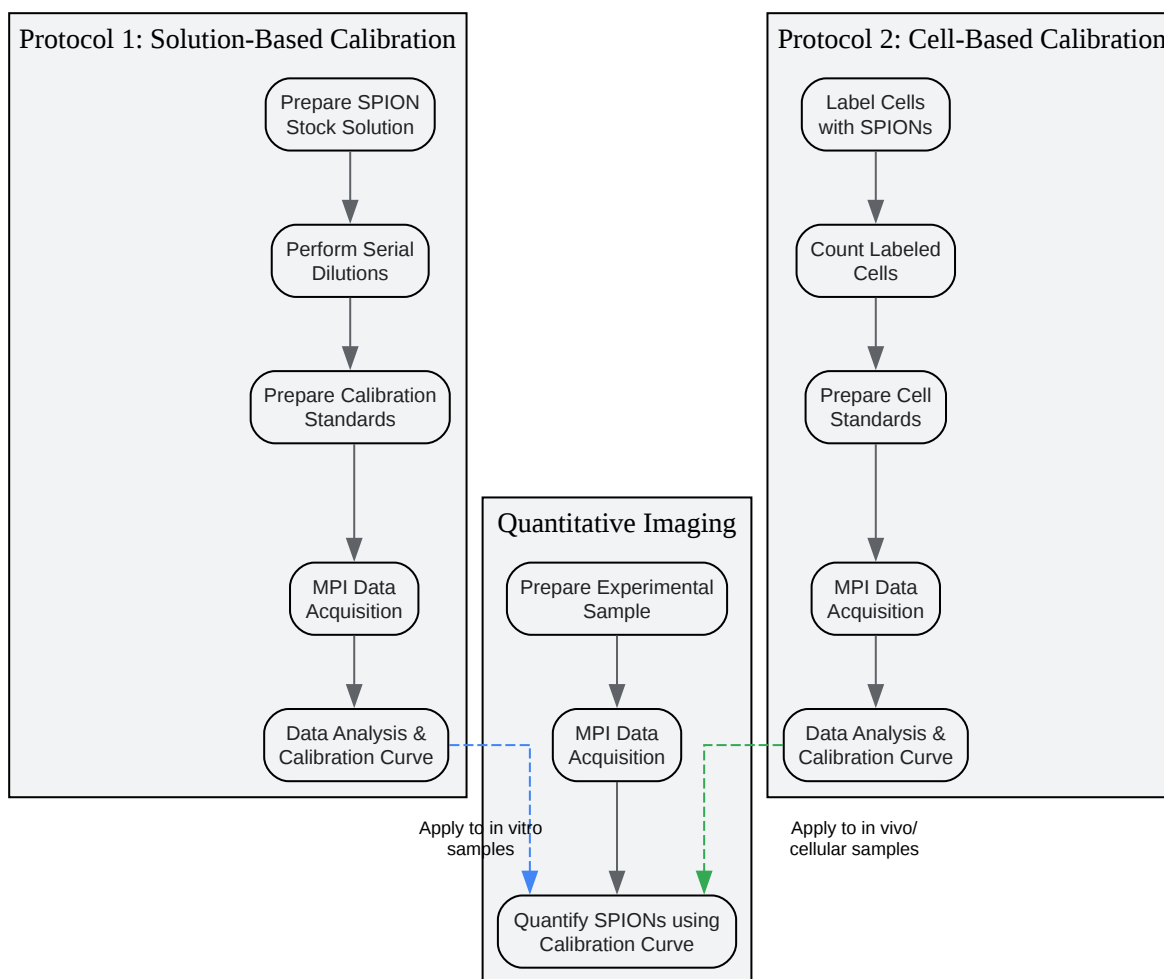 Protocol 1: Solution-Based Calibration
Prepare SPION
Stock Solution
Perform Serial
Dilutions
Prepare Calibration
Standards
MPI Data
Acquisition
Data Analysis &
Calibration Curve
Apply to in vitro
samples
Quantitative Imaging
Prepare Experimental
Sample
MPI Data
Acquisition
Quantify SPIONs using
Calibration Curve
Protocol 2: Cell-Based Calibration
Label Cells
with SPIONs
Count Labeled
Cells
Prepare Cell
Standards
MPI Data
Acquisition
Data Analysis &
Calibration Curve
Apply to in vivo/
cellular samples